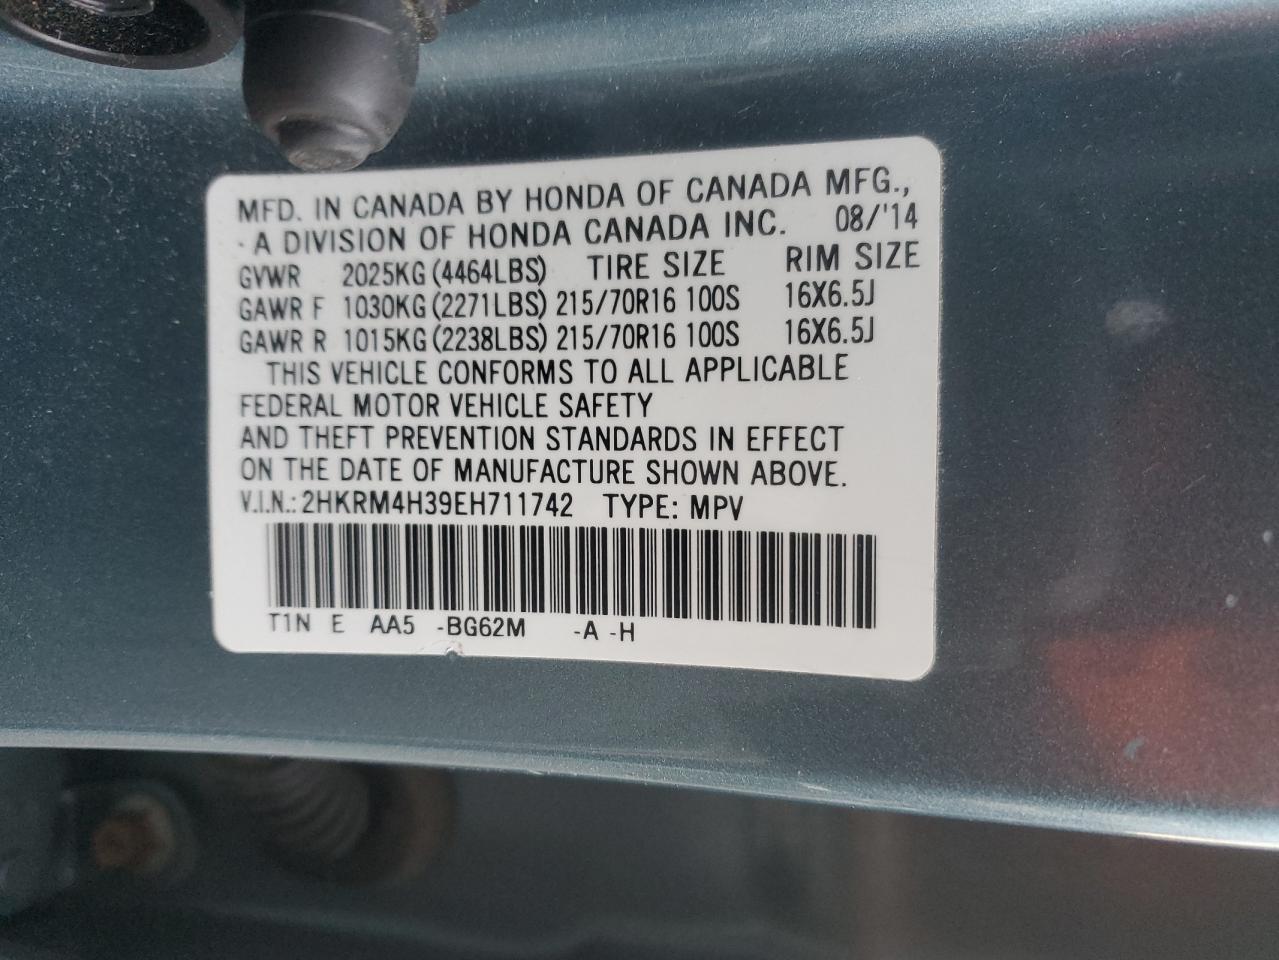 MFD. IN CANADA BY HONDA OF CANADA MFG.,
- A DIVISION OF HONDA CANADA INC. 08/'14
GVWR 2025KG (4464LBS) TIRE SIZE RIM SIZE
GAWR F 1030KG (2271LBS) 215/70R16 100S 16X6.5J
GAWR R 1015KG (2238LBS) 215/70R16 100S 16X6.5J
THIS VEHICLE CONFORMS TO ALL APPLICABLE
FEDERAL MOTOR VEHICLE SAFETY
AND THEFT PREVENTION STANDARDS IN EFFECT
ON THE DATE OF MANUFACTURE SHOWN ABOVE.
V.I.N.: 2HKRM4H39EH711742 TYPE: MPV
T1N E AA5 -BG62M -A -H